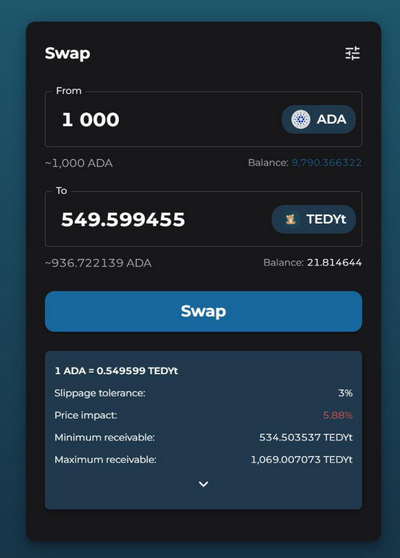 Swap
From
1 000 ADA
~1,000 ADA Balance: 9,790.366322
To
549.599455 TEDYt
~936.722139 ADA Balance: 21.814644
Swap
1 ADA = 0.549599 TEDYt
Slippage tolerance: 3%
Price impact: 5.88%
Minimum receivable: 534.503537 TEDYt
Maximum receivable: 1,069.007073 TEDYt